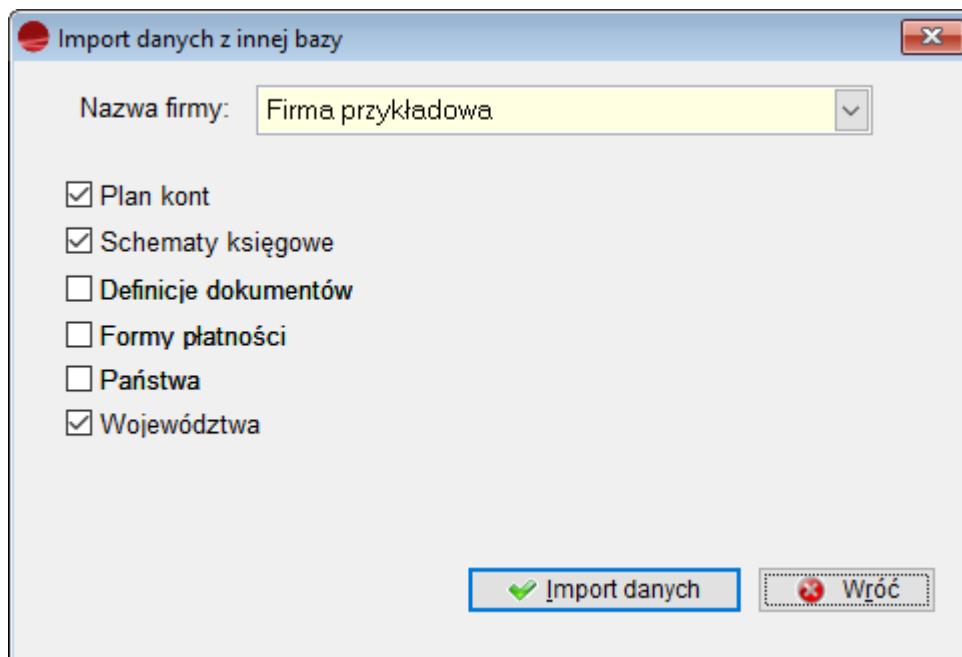 Import danych z innej bazy
Nazwa firmy: Firma przykładowa
Plan kont
Schematy księgowe
Definicje dokumentów
Formy płatności
Państwa
Województwa
Import danych Wróć